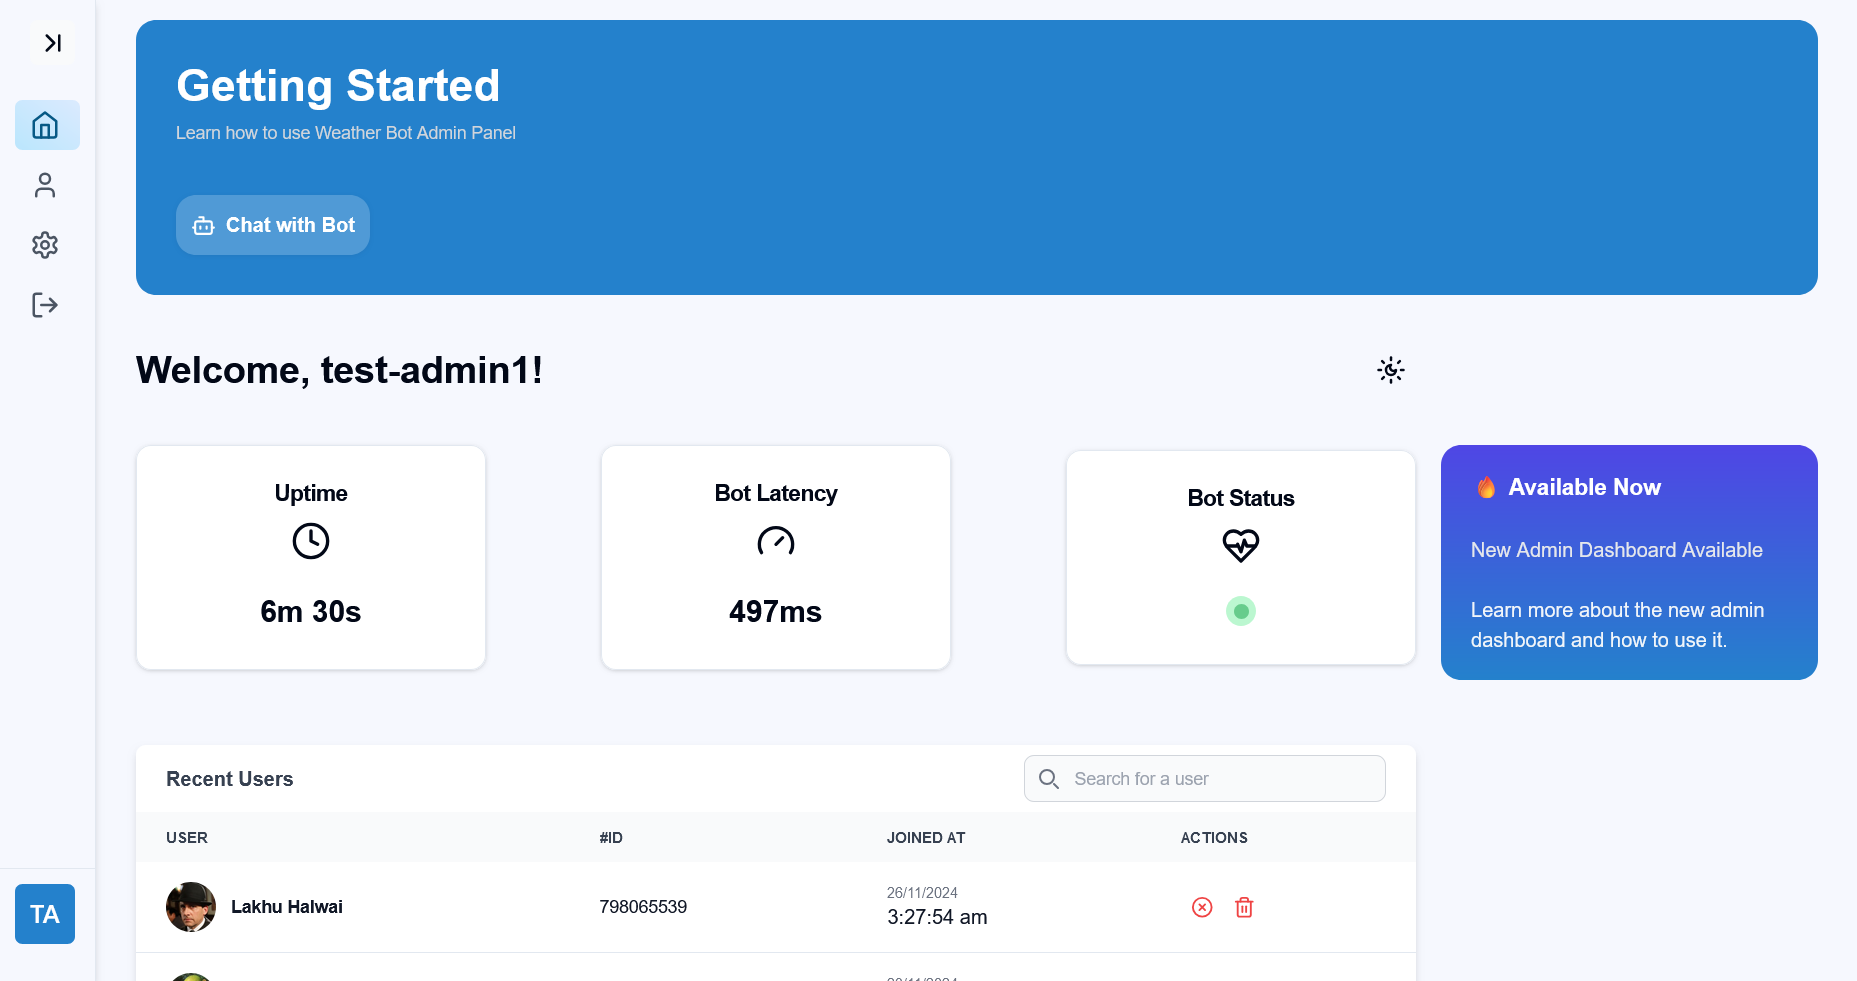 Getting Started
Learn how to use Weather Bot Admin Panel
Chat with Bot
Welcome, test-admin1!
Uptime
6m 30s
Bot Latency
497ms
Bot Status
Available Now
New Admin Dashboard Available
Learn more about the new admin
dashboard and how to use it.
Recent Users
Search for a user
USER #ID JOINED AT ACTIONS
Lakhu Halwai 798065539
26/11/2024
3:27:54 am
TA